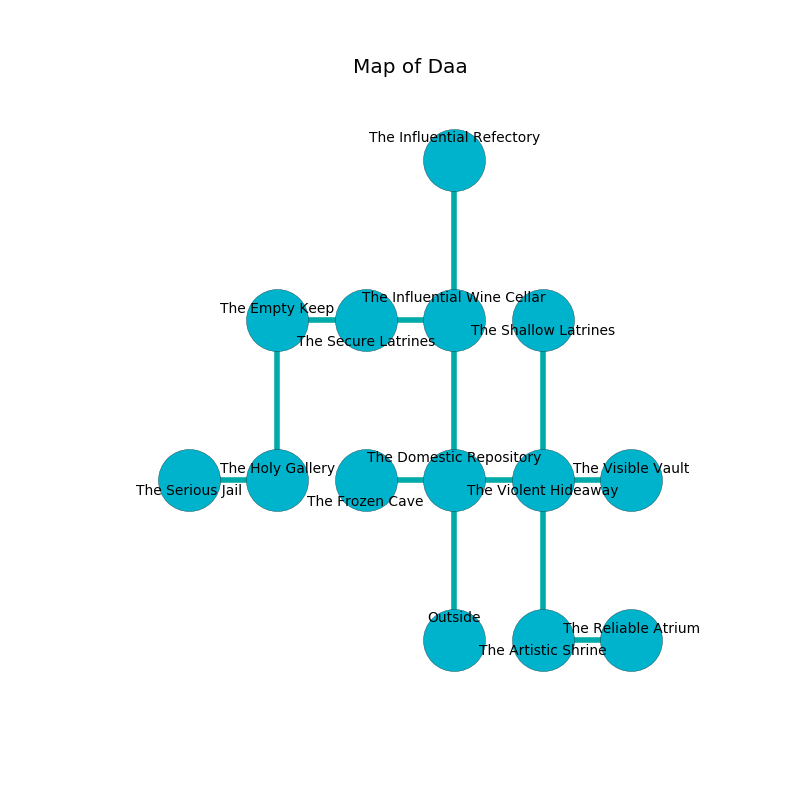 Map of Daa
The Influential Refectory
The Influential Wine Cellar
The Empty Keep
The Shallow Latrines
The Secure Latrines
The Domestic Repository
The Holy Gallery
The Visible Vault
The Serious Jail
The Violent Hideaway
The Frozen Cave
Outside
The Reliable Atrium
The Artistic Shrine